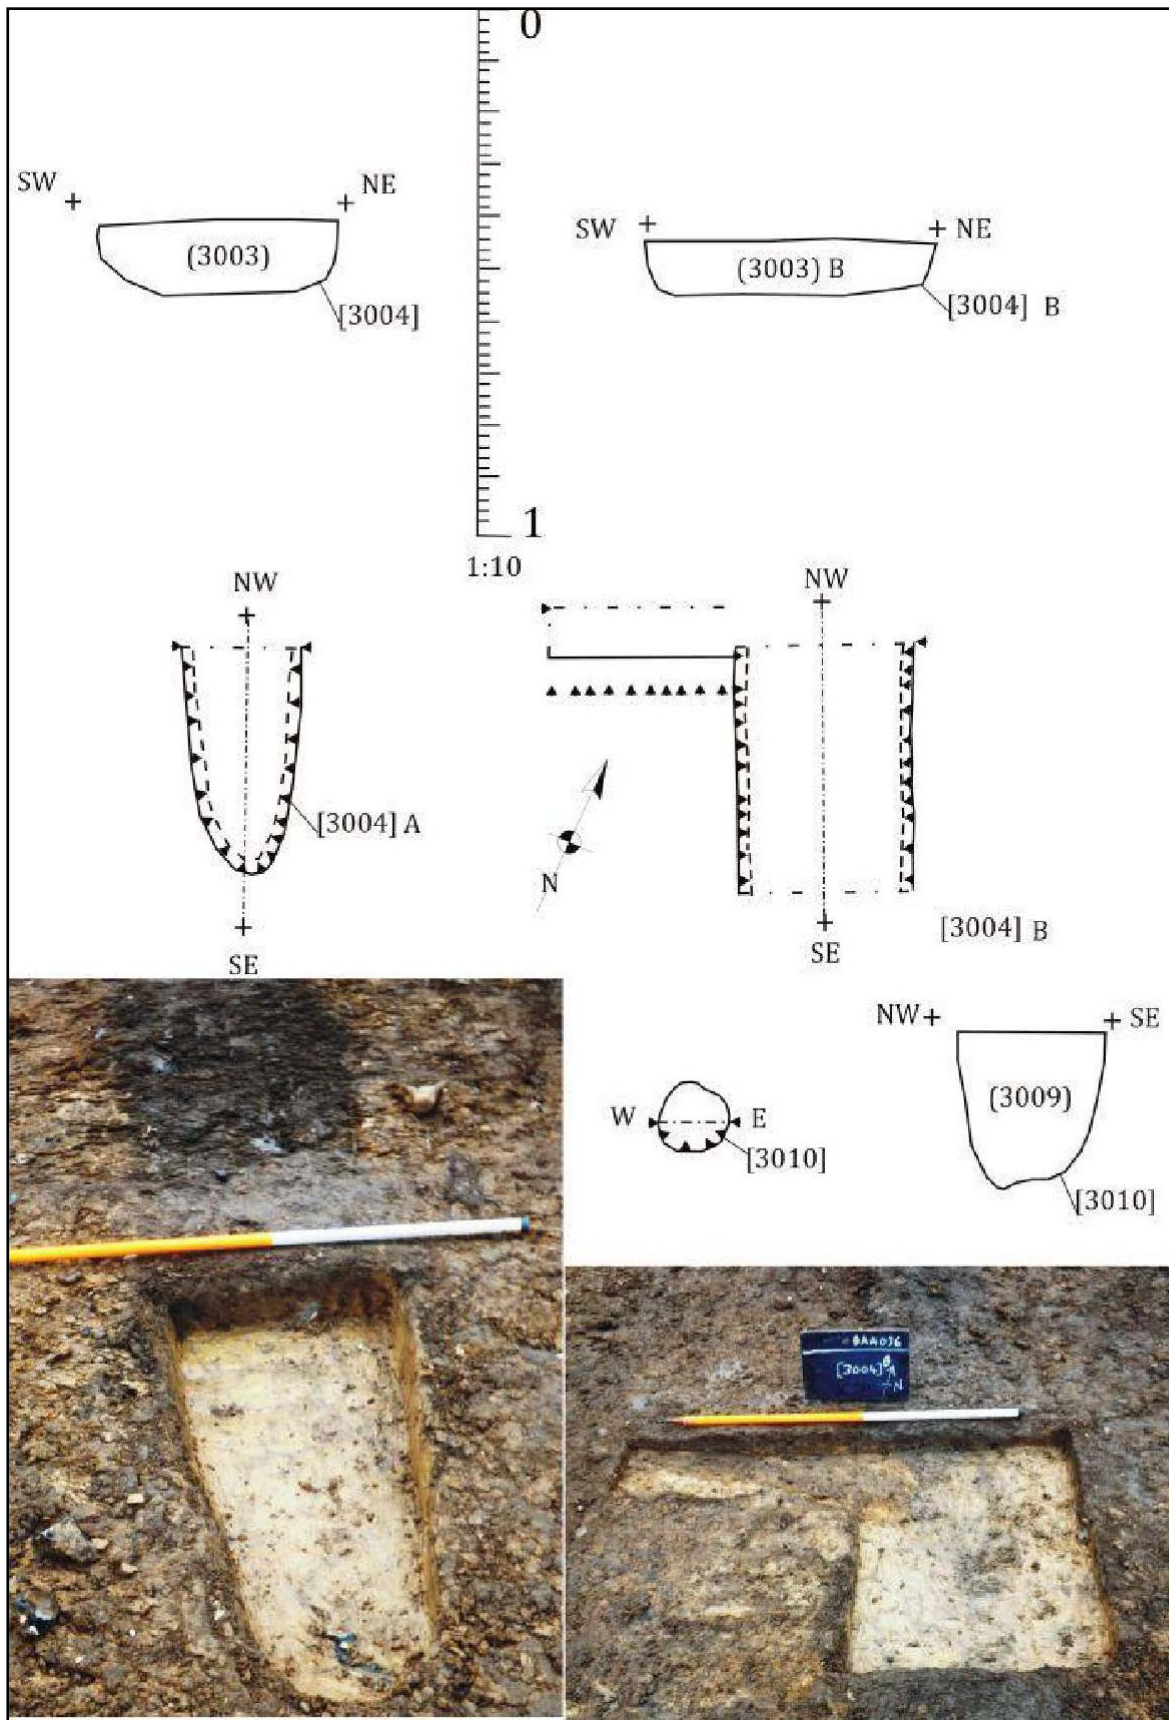 0
SW
NE
(3003)
[3004]
SW
NE
(3003) B
[3004] B
1
1:10
NW
[3004] A
SE
N
NW
[3004] B
SE
NW
SE
(3009)
[3010]
W
E
[3010]
[3004] B
N